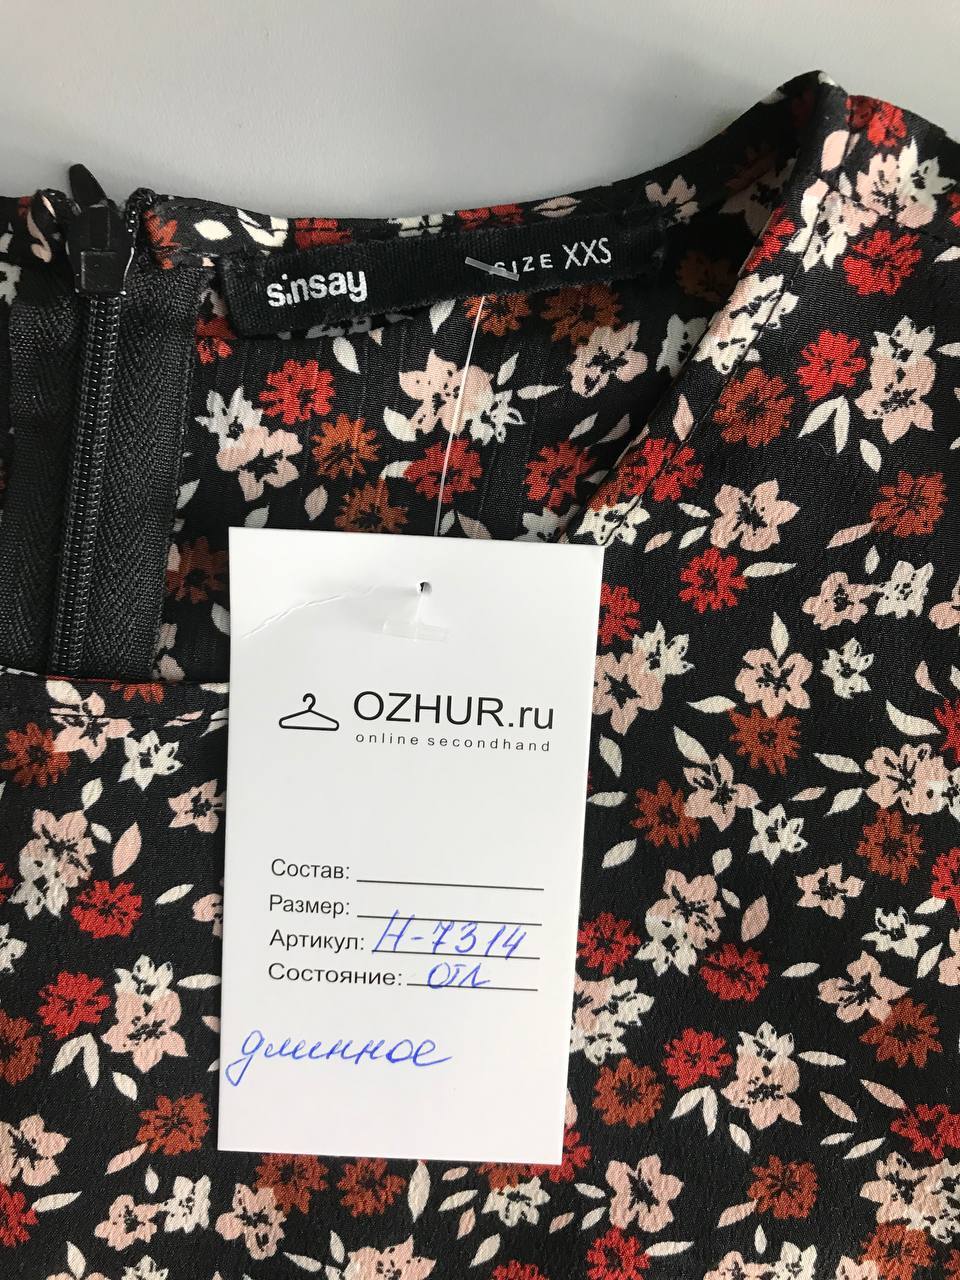 sinsay SIZE XXS
OZHUR.ru
online secondhand
Состав:
Размер:
Артикул: Н-7314
Состояние: отл
длинное